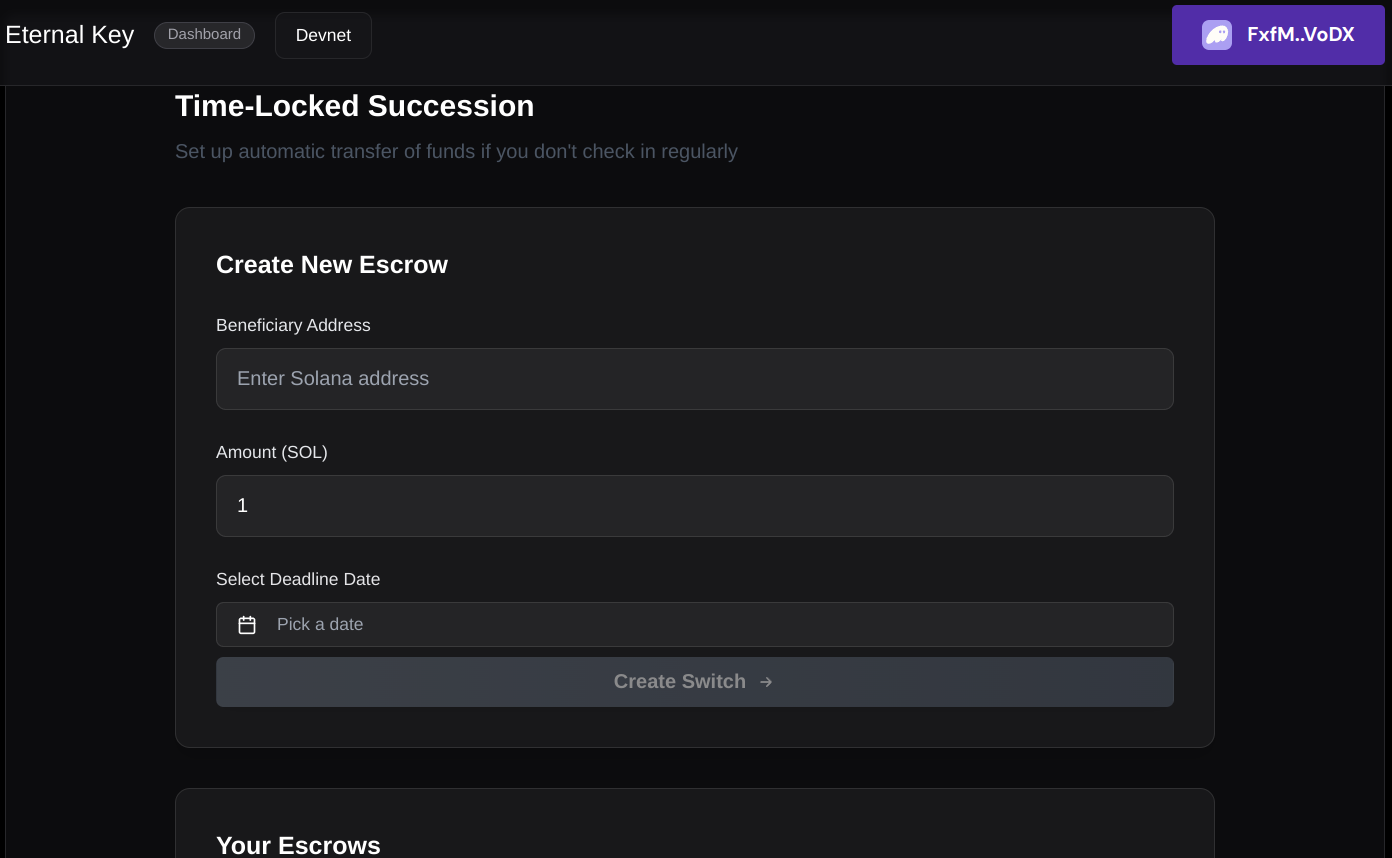 Eternal Key Dashboard Devnet FxfM..VoDX
Time-Locked Succession
Set up automatic transfer of funds if you don't check in regularly
Create New Escrow
Beneficiary Address
Enter Solana address
Amount (SOL)
1
Select Deadline Date
Pick a date
Create Switch →
Your Escrows